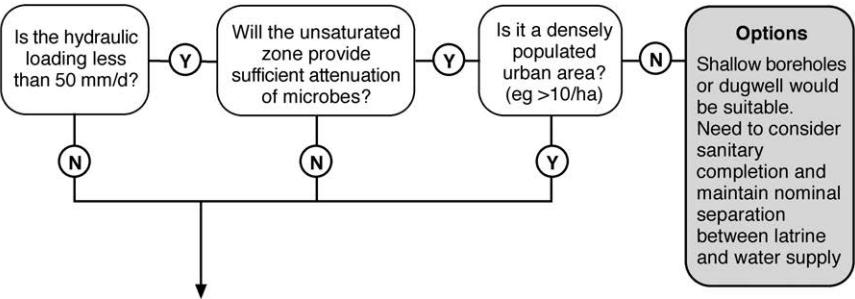 Is the hydraulic
loading less
than 50 mm/d?
Y
Will the unsaturated
zone provide
sufficient attenuation
of microbes?
Y
Is it a densely
populated
urban area?
(eg >10/ha)
N
Options
Shallow boreholes
or dugwell would
be suitable.
Need to consider
sanitary
completion and
maintain nominal
separation
between latrine
and water supply
N
N
Y